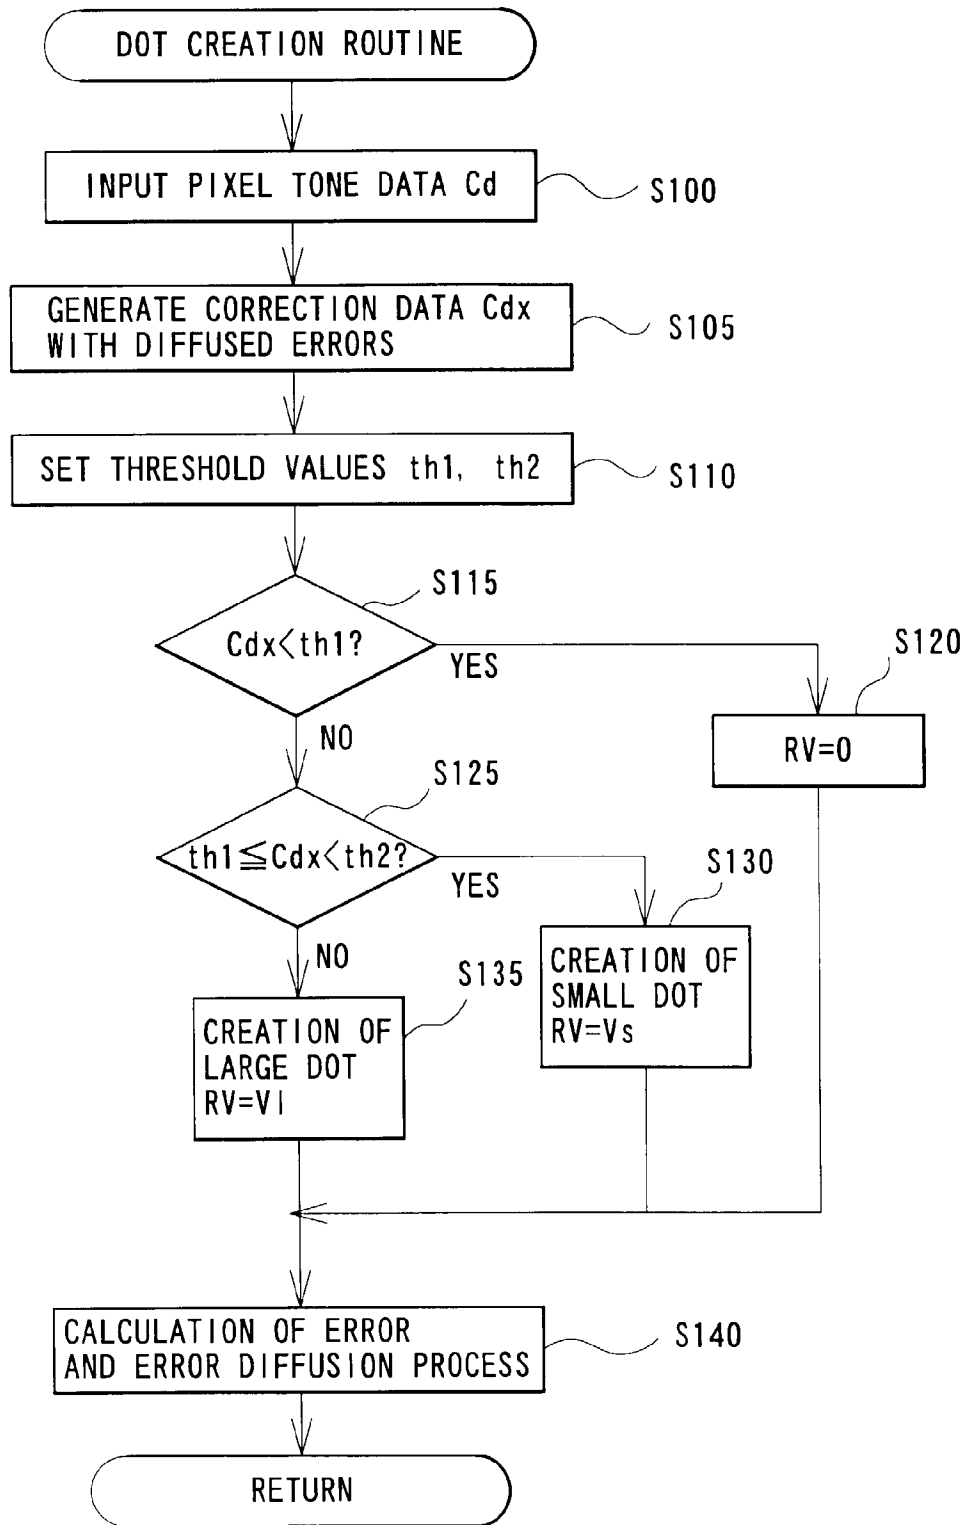 DOT CREATION ROUTINE
INPUT PIXEL TONE DATA Cd
S100
GENERATE CORRECTION DATA Cdx
WITH DIFFUSED ERRORS
S105
SET THRESHOLD VALUES th1, th2
S110
S115
Cdx<th1?
YES
NO
S120
RV=0
S125
th1≦Cdx<th2?
YES
NO
S130
CREATION OF
SMALL DOT
RV=Vs
S135
CREATION OF
LARGE DOT
RV=Vl
CALCULATION OF ERROR
AND ERROR DIFFUSION PROCESS
S140
RETURN